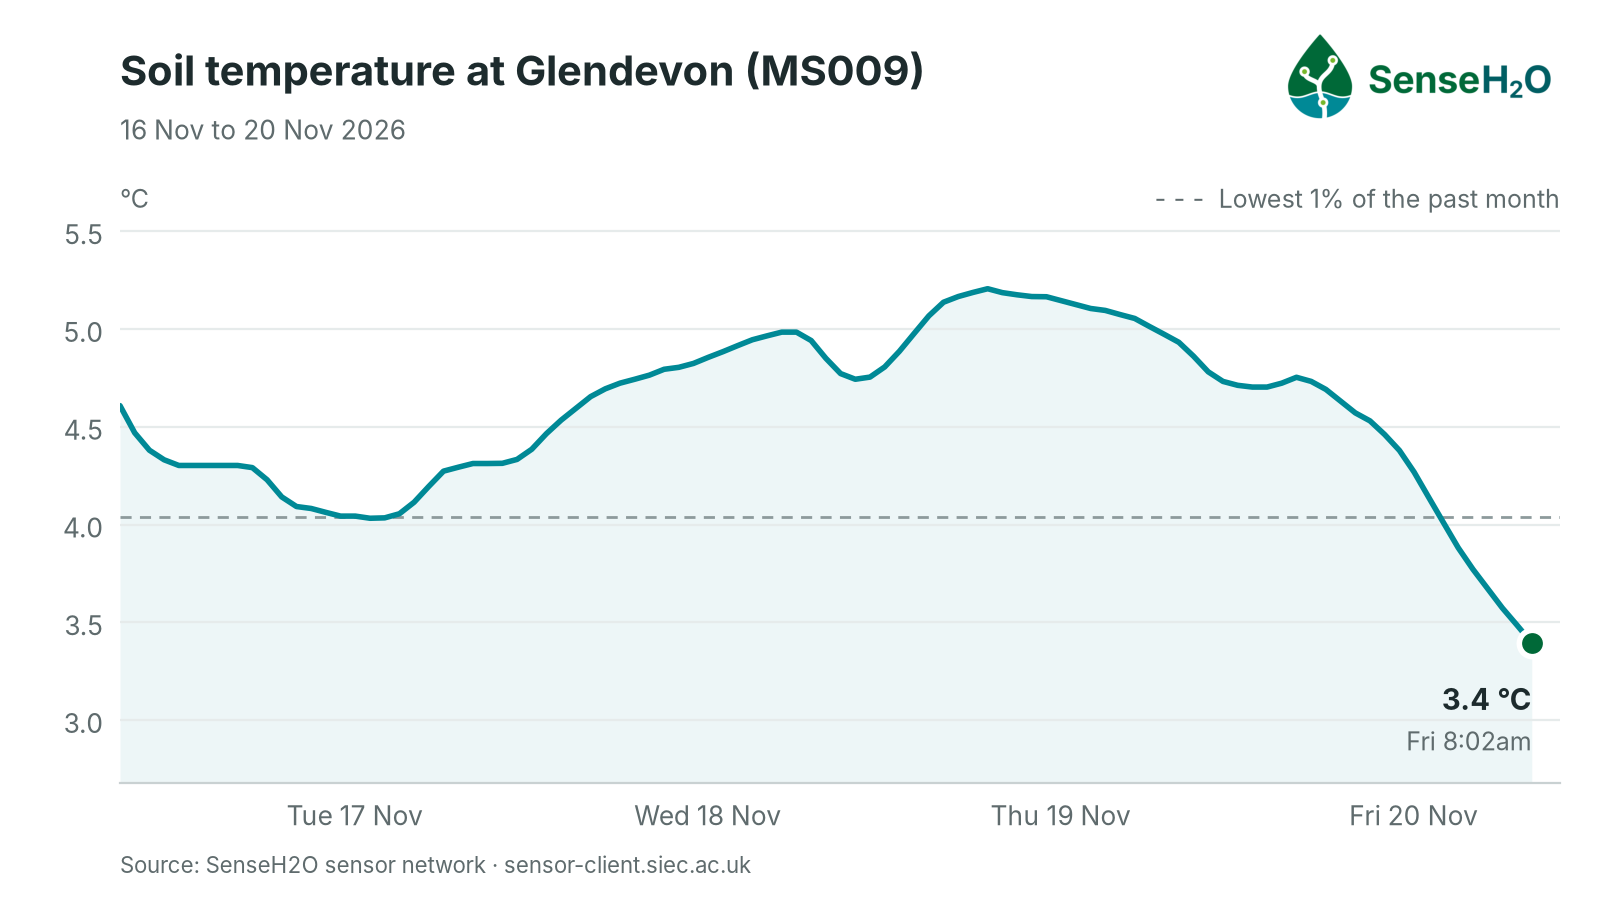 Soil temperature at Glendevon (MS009)
SenseH₂O
16 Nov to 20 Nov 2026
°C
--- Lowest 1% of the past month
5.5
5.0
4.5
4.0
3.5
3.0
3.4 °C
Fri 8:02am
Tue 17 Nov
Wed 18 Nov
Thu 19 Nov
Fri 20 Nov
Source: SenseH2O sensor network · sensor-client.siec.ac.uk